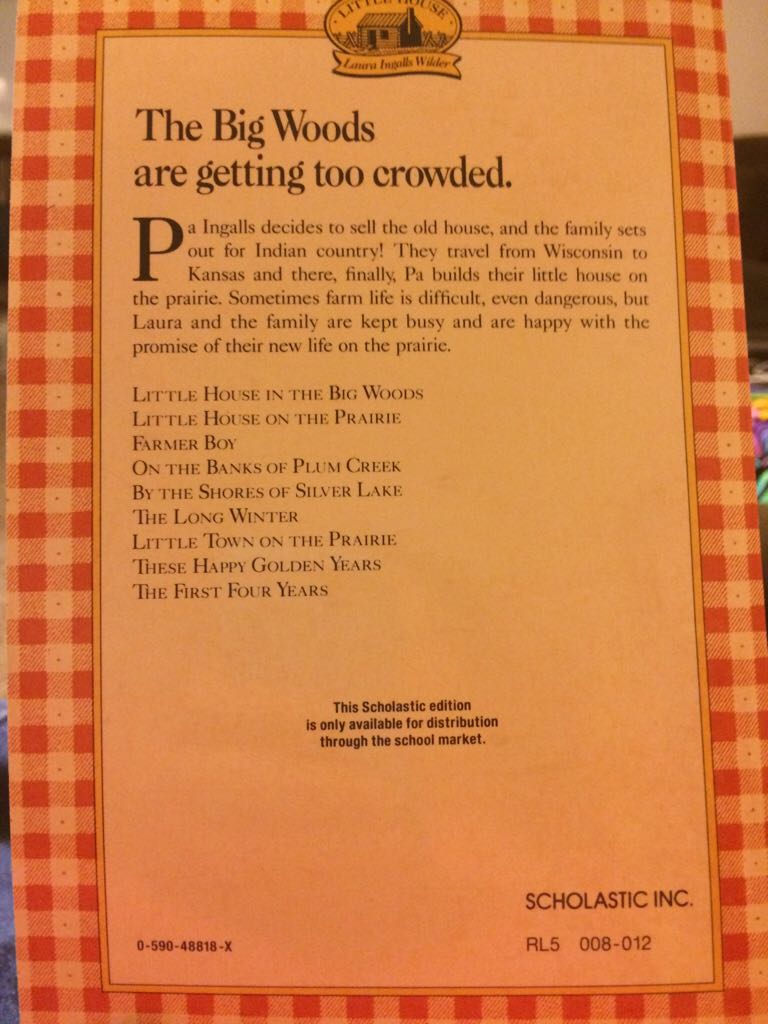 LITTLE HOUSE
Laura Ingalls Wilder
The Big Woods
are getting too crowded.
Pa Ingalls decides to sell the old house, and the family sets
out for Indian country! They travel from Wisconsin to
Kansas and there, finally, Pa builds their little house on
the prairie. Sometimes farm life is difficult, even dangerous, but
Laura and the family are kept busy and are happy with the
promise of their new life on the prairie.
LITTLE HOUSE IN THE BIG WOODS
LITTLE HOUSE ON THE PRAIRIE
FARMER BOY
ON THE BANKS OF PLUM CREEK
BY THE SHORES OF SILVER LAKE
THE LONG WINTER
LITTLE TOWN ON THE PRAIRIE
THESE HAPPY GOLDEN YEARS
THE FIRST FOUR YEARS
This Scholastic edition
is only available for distribution
through the school market.
SCHOLASTIC INC.
0-590-48818-X
RL5 008-012